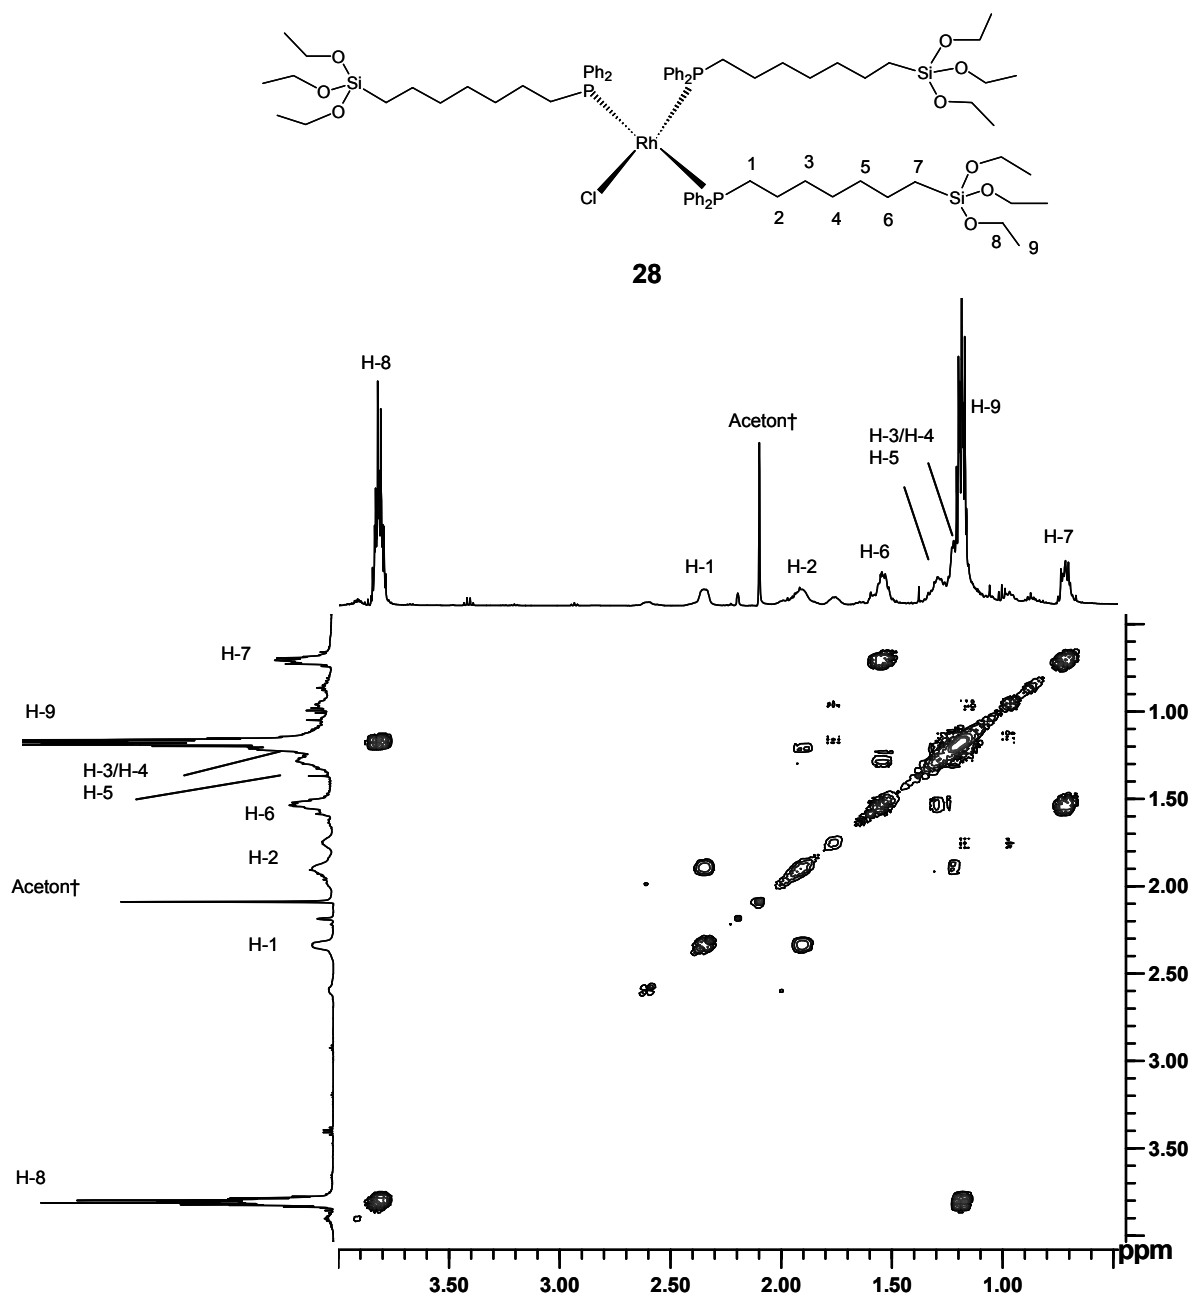 O
O
O
Si
Ph2
P
Ph2P
Si
O
O
O
Rh
Cl
Ph2P
1
2
3
4
5
6
7
Si
O
O
O
8
9
28
H-8
Aceton†
H-3/H-4
H-5
H-9
H-1
H-2
H-6
H-7
H-7
H-9
H-3/H-4
H-5
H-6
H-2
Aceton†
H-1
H-8
1.00
1.50
2.00
2.50
3.00
3.50
ppm
3.50
3.00
2.50
2.00
1.50
1.00